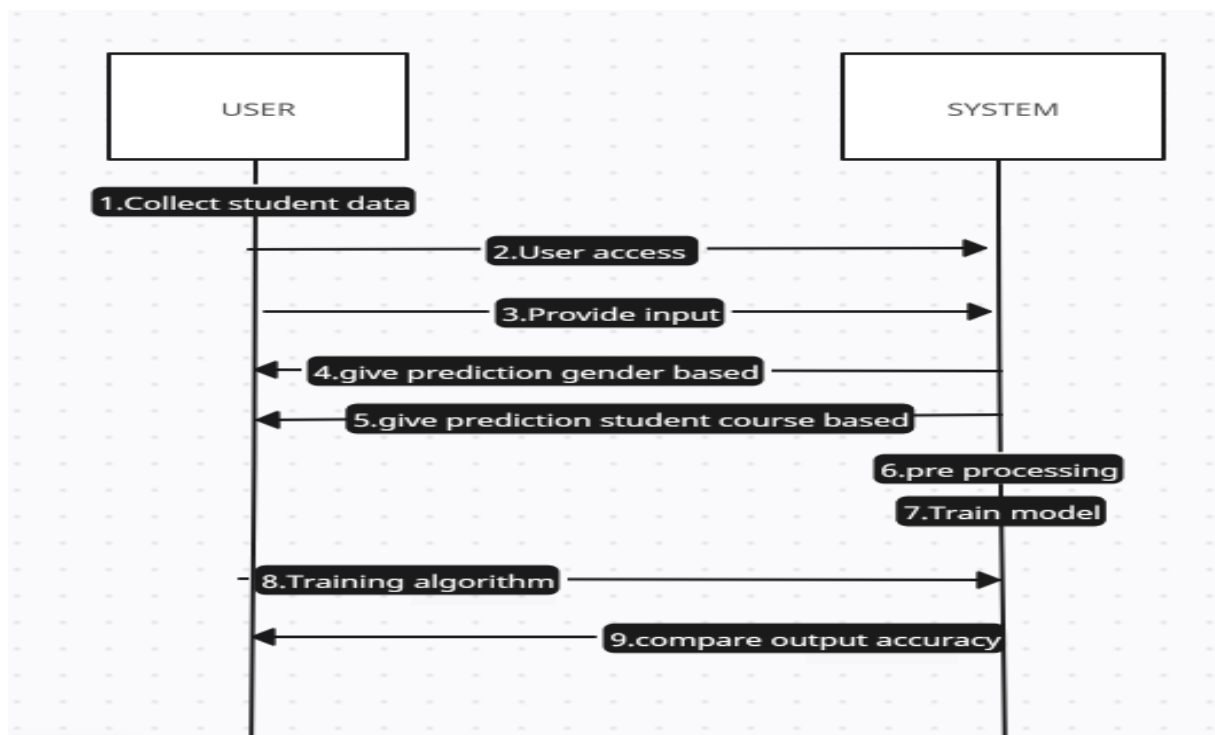 USER
SYSTEM
1.Collect student data
2.User access
3.Provide input
4.give prediction gender based
5.give prediction student course based
6.pre processing
7.Train model
8.Training algorithm
9.compare output accuracy